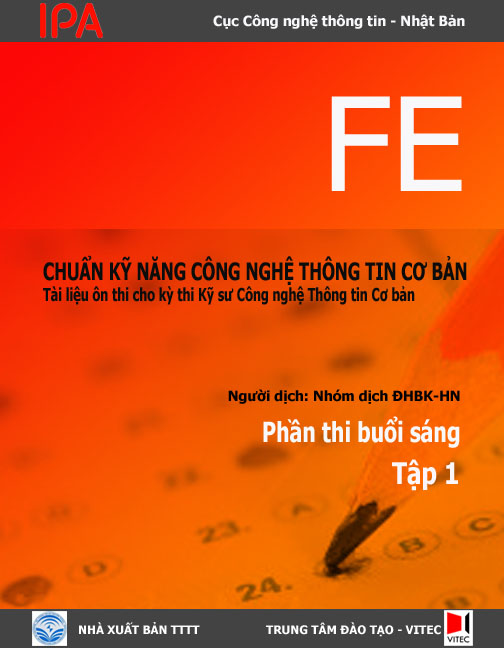 IPA
Cục Công nghệ thông tin - Nhật Bản
FE
CHUẨN KỸ NĂNG CÔNG NGHỆ THÔNG TIN CƠ BẢN
Tài liệu ôn thi cho kỳ thi Kỹ sư Công nghệ Thông tin Cơ bản
Người dịch: Nhóm dịch ĐHBK-HN
Phần thi buổi sáng
Tập 1
D
23. A
24. B C
NHÀ XUẤT BẢN TTTT
TRUNG TÂM ĐÀO TẠO - VITEC
VITEC